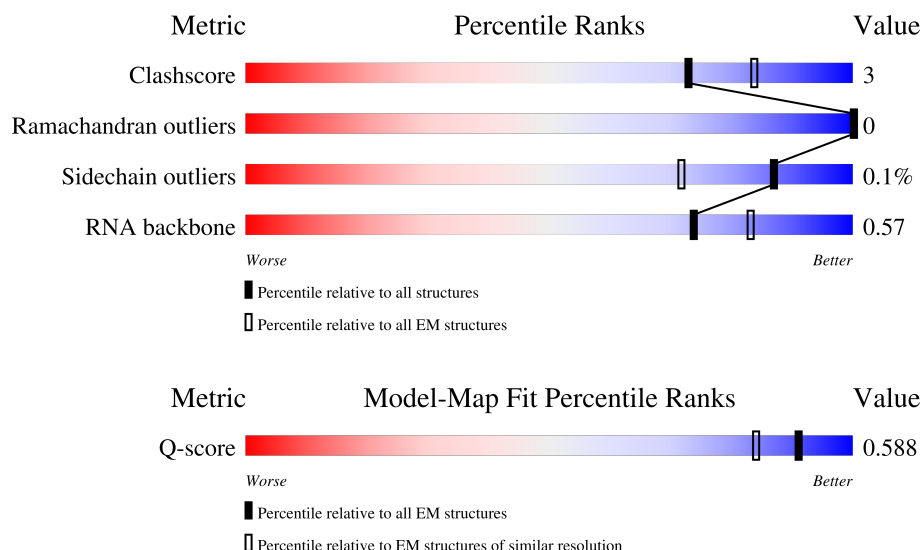 Metric Percentile Ranks Value
Clashscore 3
Ramachandran outliers 0
Sidechain outliers 0.1%
RNA backbone 0.57
Worse Better
Percentile relative to all structures
Percentile relative to all EM structures
Metric Model-Map Fit Percentile Ranks Value
Q-score 0.588
Worse Better
Percentile relative to all EM structures
Percentile relative to EM structures of similar resolution